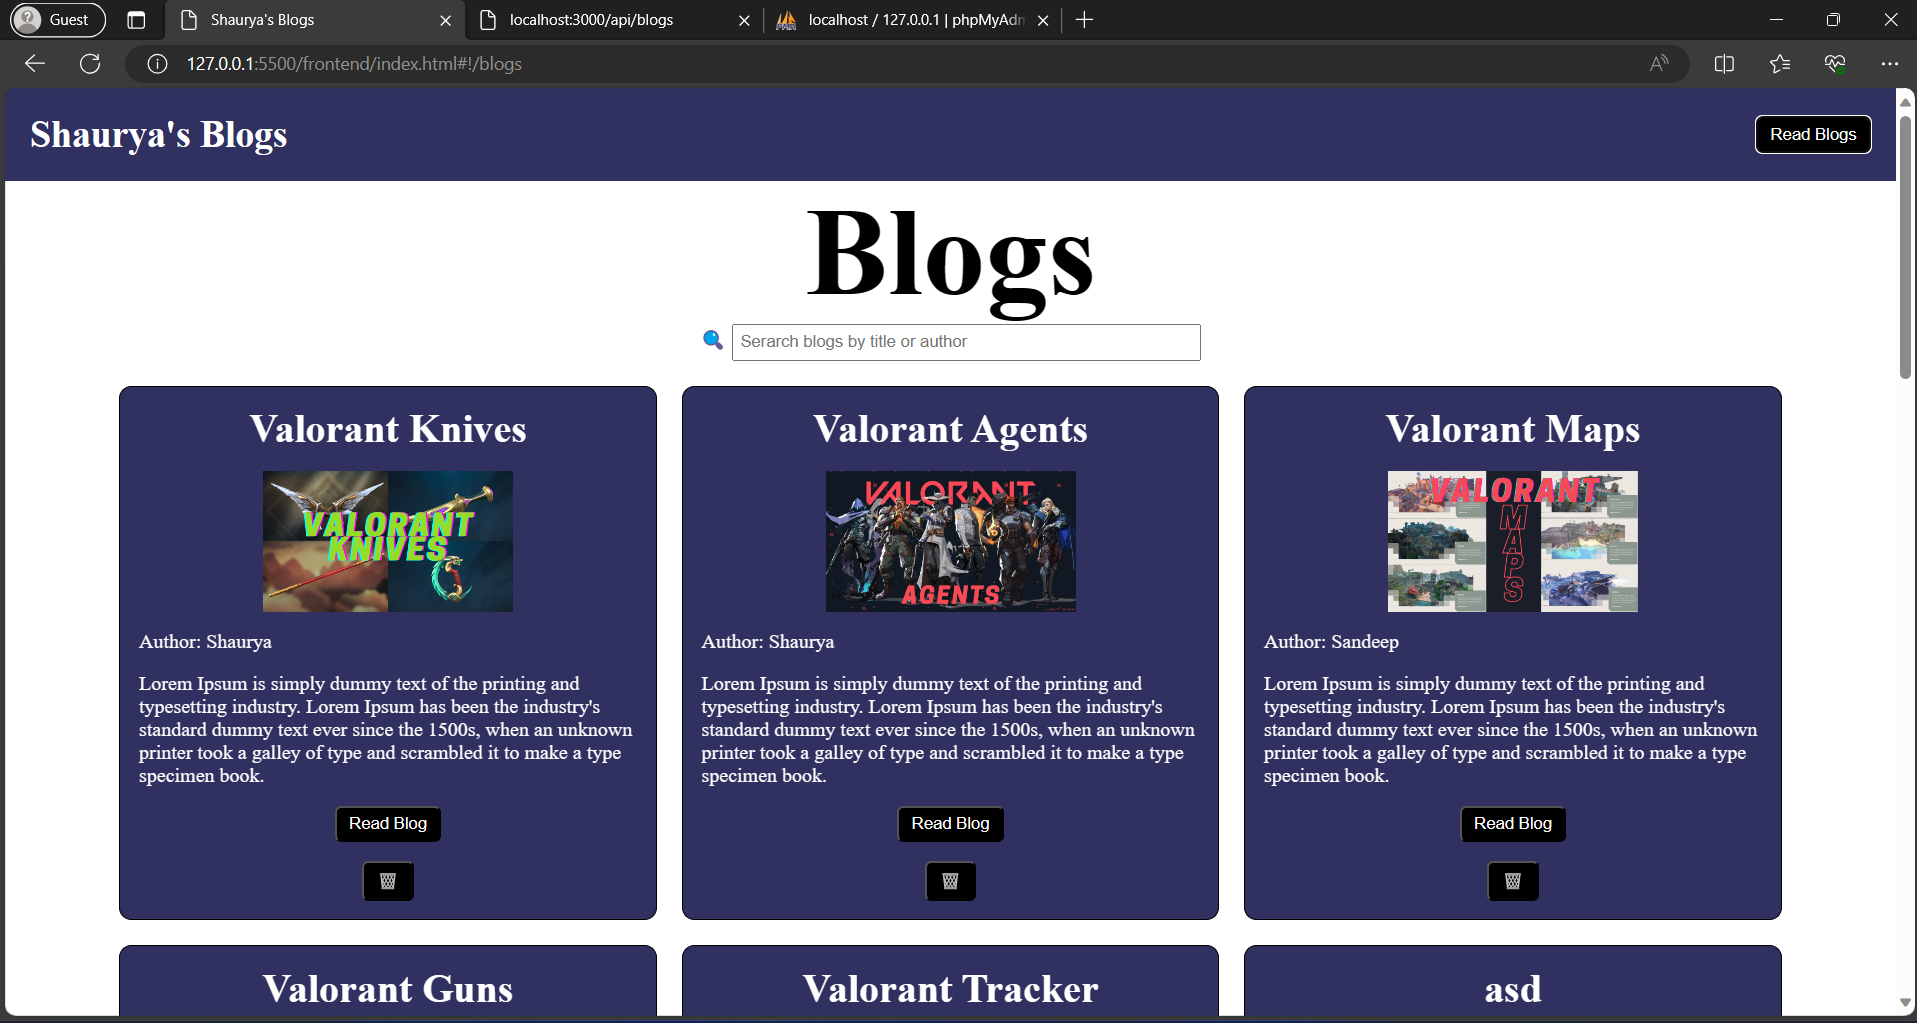 Guest
Shaurya's Blogs
localhost:3000/api/blogs
localhost / 127.0.0.1 | phpMyAdm
127.0.0.1:5500/frontend/index.html#!/blogs
Shaurya's Blogs
Read Blogs
Blogs
Serarch blogs by title or author
Valorant Knives
VALORANT
KNIVES
Author: Shaurya
Lorem Ipsum is simply dummy text of the printing and
typesetting industry. Lorem Ipsum has been the industry's
standard dummy text ever since the 1500s, when an unknown
printer took a galley of type and scrambled it to make a type
specimen book.
Read Blog
Valorant Agents
VALORANT
AGENTS
Author: Shaurya
Lorem Ipsum is simply dummy text of the printing and
typesetting industry. Lorem Ipsum has been the industry's
standard dummy text ever since the 1500s, when an unknown
printer took a galley of type and scrambled it to make a type
specimen book.
Read Blog
Valorant Maps
VALORANT
MAPS
Author: Sandeep
Lorem Ipsum is simply dummy text of the printing and
typesetting industry. Lorem Ipsum has been the industry's
standard dummy text ever since the 1500s, when an unknown
printer took a galley of type and scrambled it to make a type
specimen book.
Read Blog
Valorant Guns
Valorant Tracker
asd